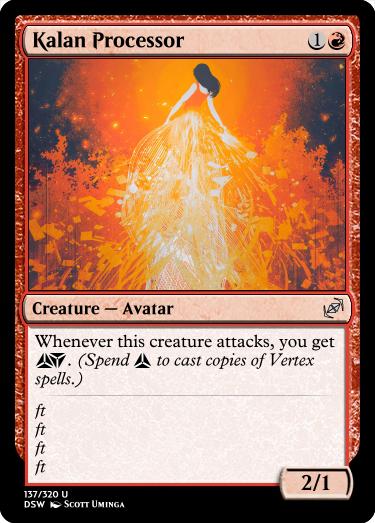 Kalan Processor
1
Creature — Avatar
Whenever this creature attacks, you get
. (Spend to cast copies of Vertex
spells.)
ft
ft
ft
ft
2/1
137/320 U
DSW Scott Uminga